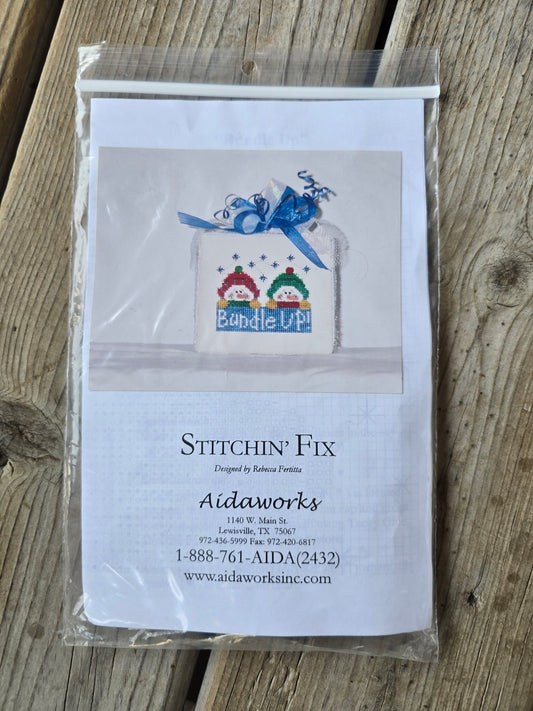 Bundle Up!
STITCHIN' FIX
Designed by Rebecca Fertitta
Aidaworks
1140 W. Main St.
Lewisville, TX 75067
972-436-5999 Fax: 972-420-6817
1-888-761-AIDA(2432)
www.aidaworksinc.com